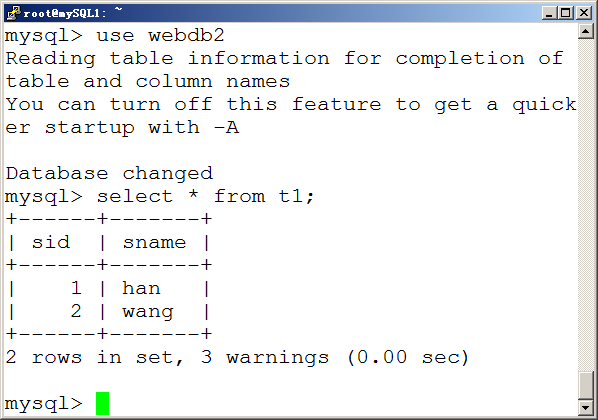 root@mySQL1: ~
mysql> use webdb2
Reading table information for completion of
table and column names
You can turn off this feature to get a quick
er startup with -A

Database changed
mysql> select * from t1;
+------+-------+
| sid  | sname |
+------+-------+
|    1 | han   |
|    2 | wang  |
+------+-------+
2 rows in set, 3 warnings (0.00 sec)

mysql>